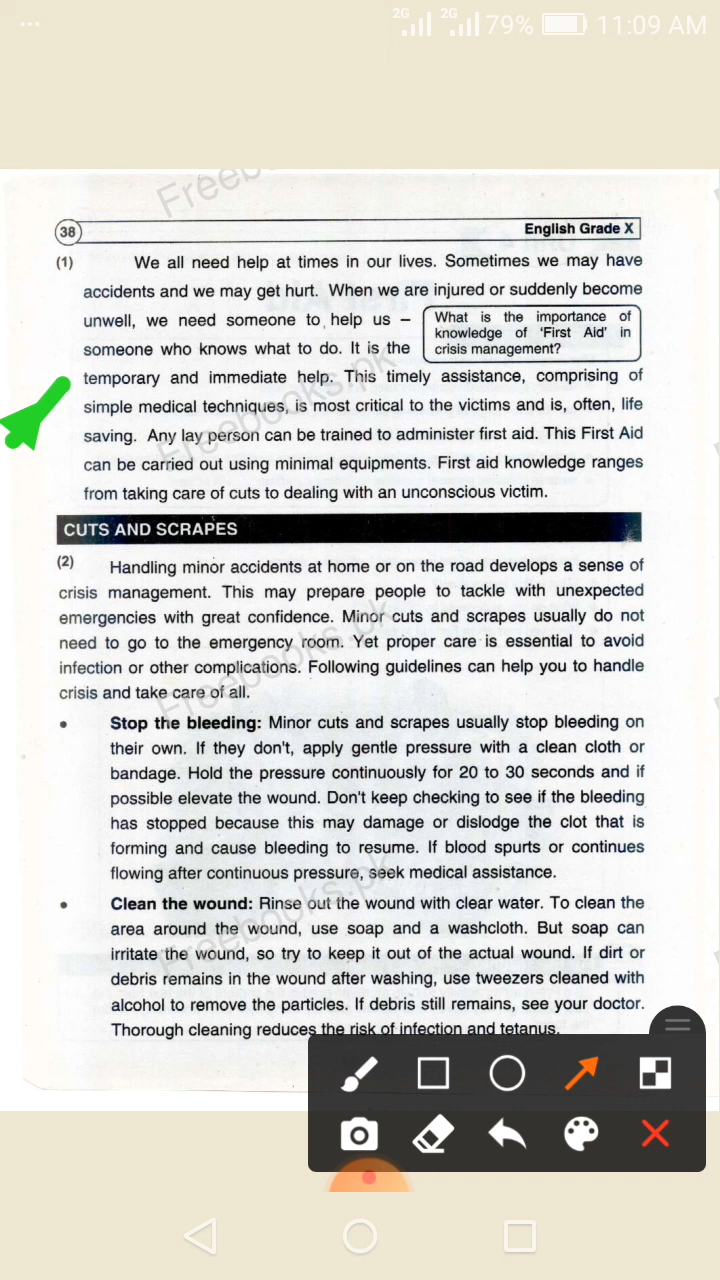 2G 2G 79% 11:09 AM
Freebo
38 English Grade X
(1) We all need help at times in our lives. Sometimes we may have
accidents and we may get hurt. When we are injured or suddenly become
unwell, we need someone to help us –
someone who knows what to do. It is the
What is the importance of
knowledge of 'First Aid' in
crisis management?
temporary and immediate help. This timely assistance, comprising of
simple medical techniques, is most critical to the victims and is, often, life
saving. Any lay person can be trained to administer first aid. This First Aid
can be carried out using minimal equipments. First aid knowledge ranges
from taking care of cuts to dealing with an unconscious victim.
Freebooks.pk
CUTS AND SCRAPES
(2) Handling minor accidents at home or on the road develops a sense of
crisis management. This may prepare people to tackle with unexpected
emergencies with great confidence. Minor cuts and scrapes usually do not
need to go to the emergency room. Yet proper care is essential to avoid
infection or other complications. Following guidelines can help you to handle
crisis and take care of all.
Freebooks.pk
• Stop the bleeding: Minor cuts and scrapes usually stop bleeding on
their own. If they don't, apply gentle pressure with a clean cloth or
bandage. Hold the pressure continuously for 20 to 30 seconds and if
possible elevate the wound. Don't keep checking to see if the bleeding
has stopped because this may damage or dislodge the clot that is
forming and cause bleeding to resume. If blood spurts or continues
flowing after continuous pressure, seek medical assistance.
• Clean the wound: Rinse out the wound with clear water. To clean the
area around the wound, use soap and a washcloth. But soap can
irritate the wound, so try to keep it out of the actual wound. If dirt or
debris remains in the wound after washing, use tweezers cleaned with
alcohol to remove the particles. If debris still remains, see your doctor.
Thorough cleaning reduces the risk of infection and tetanus.
Freebooks.pk